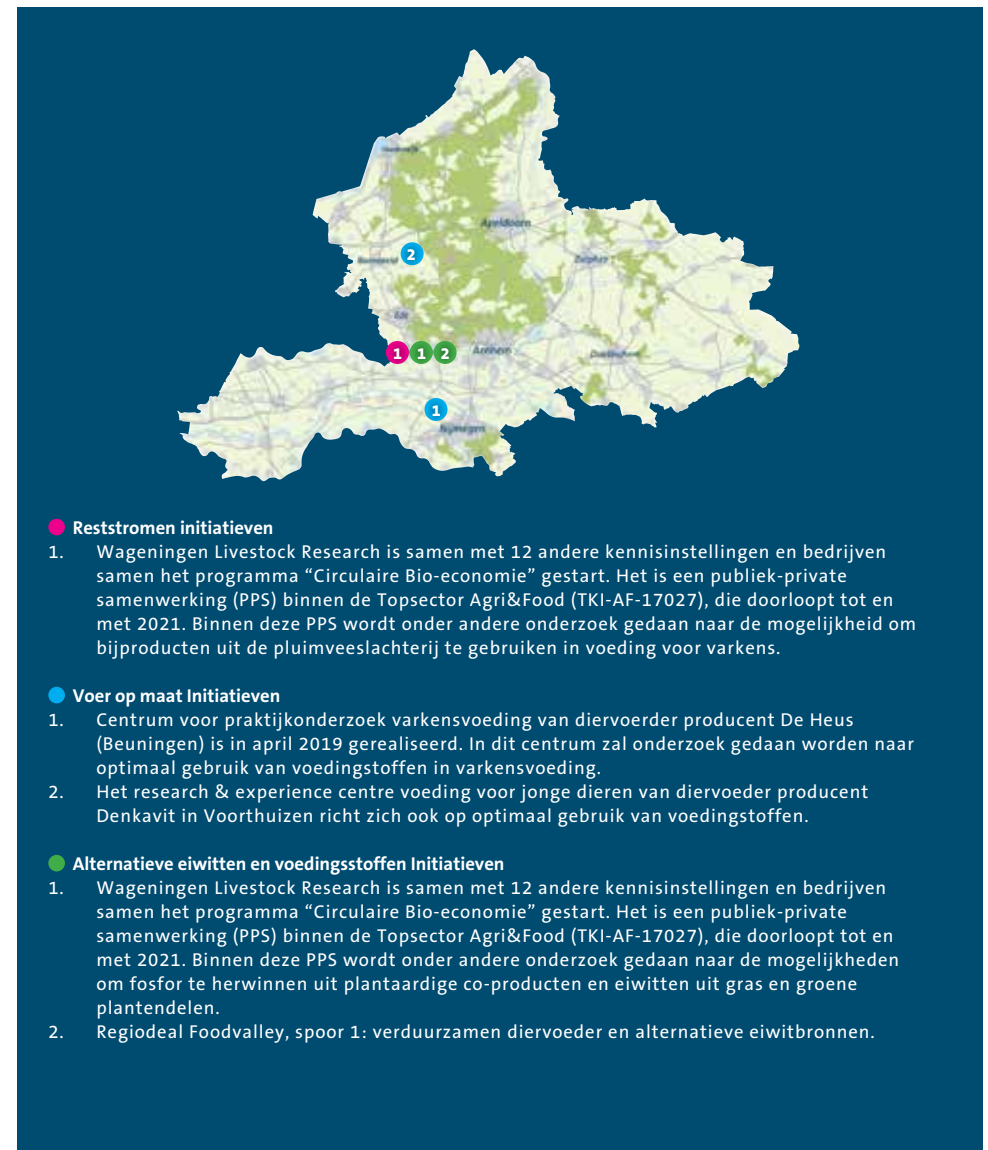 Apeldoorn
2
Zutphen
Ede
1 1 2
Arnhem
Doetinchem
1
Nijmegen
Reststromen initiatieven
1. Wageningen Livestock Research is samen met 12 andere kennisinstellingen en bedrijven
samen het programma “Circulaire Bio-economie” gestart. Het is een publiek-private
samenwerking (PPS) binnen de Topsector Agri&Food (TKI-AF-17027), die doorloopt tot en
met 2021. Binnen deze PPS wordt onder andere onderzoek gedaan naar de mogelijkheid om
bijproducten uit de pluimveeslachterij te gebruiken in voeding voor varkens.
Voer op maat Initiatieven
1. Centrum voor praktijkonderzoek varkensvoeding van diervoerder producent De Heus
(Beuningen) is in april 2019 gerealiseerd. In dit centrum zal onderzoek gedaan worden naar
optimaal gebruik van voedingstoffen in varkensvoeding.
2. Het research & experience centre voeding voor jonge dieren van diervoeder producent
Denkavit in Voorthuizen richt zich ook op optimaal gebruik van voedingstoffen.
Alternatieve eiwitten en voedingsstoffen Initiatieven
1. Wageningen Livestock Research is samen met 12 andere kennisinstellingen en bedrijven
samen het programma “Circulaire Bio-economie” gestart. Het is een publiek-private
samenwerking (PPS) binnen de Topsector Agri&Food (TKI-AF-17027), die doorloopt tot en
met 2021. Binnen deze PPS wordt onder andere onderzoek gedaan naar de mogelijkheden
om fosfor te herwinnen uit plantaardige co-producten en eiwitten uit gras en groene
plantendelen.
2. Regiodeal Foodvalley, spoor 1: verduurzamen diervoeder en alternatieve eiwitbronnen.